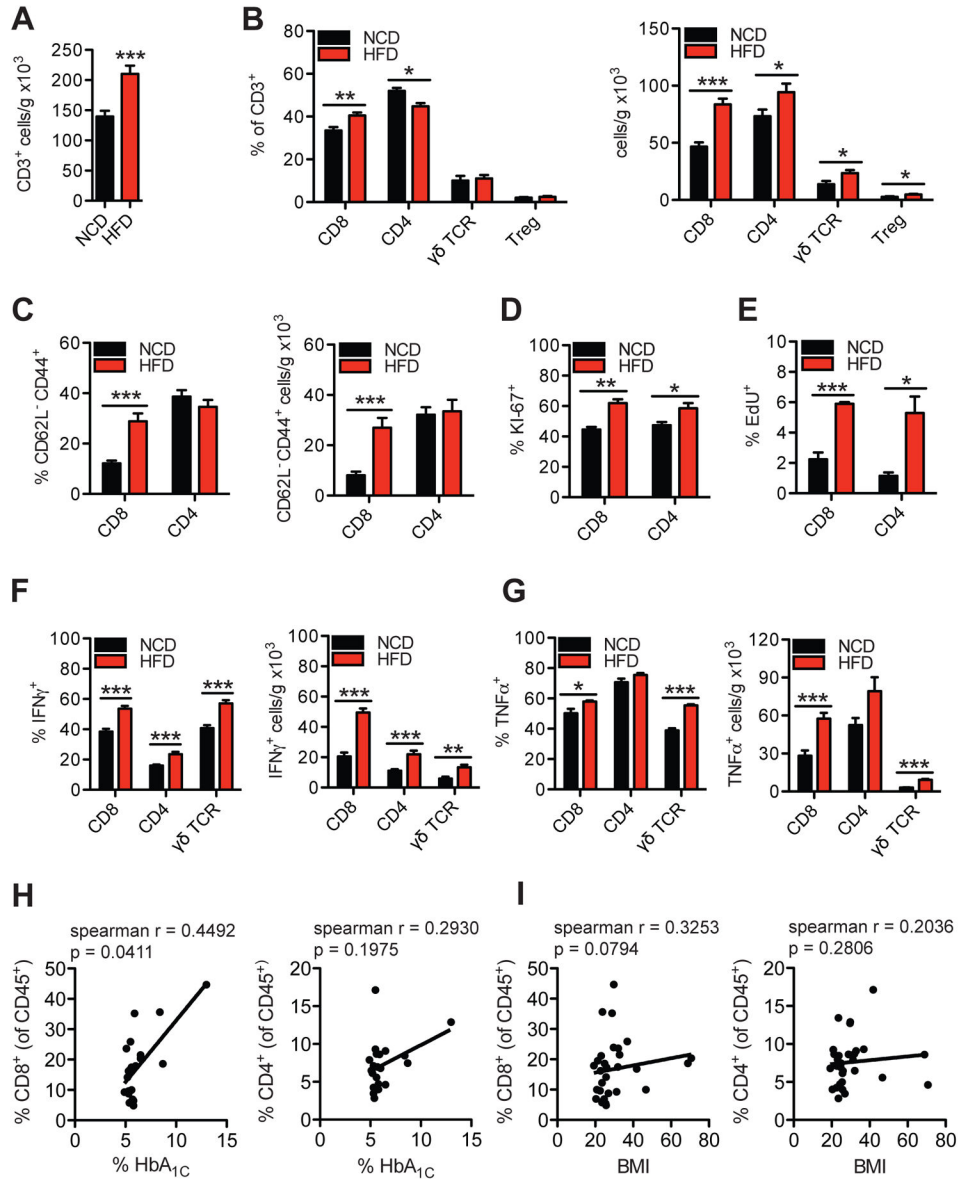 A
CD3⁺ cells/g x10³
250
200
150
100
50
0
***
NCD
HFD
B
% of CD3⁺
80
60
40
20
0
NCD
HFD
**
*
CD8
CD4
γδ TCR
Treg
cells/g x10³
150
100
50
0
NCD
HFD
***
*
*
*
CD8
CD4
γδ TCR
Treg
C
% CD62L⁻ CD44⁺
60
40
20
0
NCD
HFD
***
CD8
CD4
CD62L⁻ CD44⁺ cells/g x10³
60
40
20
0
NCD
HFD
***
CD8
CD4
D
% KI-67⁺
100
80
60
40
20
0
NCD
HFD
**
*
CD8
CD4
E
% EdU⁺
8
6
4
2
0
NCD
HFD
***
*
CD8
CD4
F
% IFNγ⁺
100
80
60
40
20
0
NCD
HFD
***
***
***
CD8
CD4
γδ TCR
IFNγ⁺ cells/g x10³
100
80
60
40
20
0
NCD
HFD
***
***
**
CD8
CD4
γδ TCR
G
% TNFα⁺
100
80
60
40
20
0
NCD
HFD
*
***
CD8
CD4
γδ TCR
TNFα⁺ cells/g x10³
120
90
60
30
0
NCD
HFD
***
***
CD8
CD4
γδ TCR
H
spearman r = 0.4492
p = 0.0411
% CD8⁺ (of CD45⁺)
50
40
30
20
10
0
0
5
10
15
% HbA₁C
spearman r = 0.2930
p = 0.1975
% CD4⁺ (of CD45⁺)
20
15
10
5
0
0
5
10
15
% HbA₁C
I
spearman r = 0.3253
p = 0.0794
% CD8⁺ (of CD45⁺)
50
40
30
20
10
0
0
20
40
60
80
BMI
spearman r = 0.2036
p = 0.2806
% CD4⁺ (of CD45⁺)
20
15
10
5
0
0
20
40
60
80
BMI